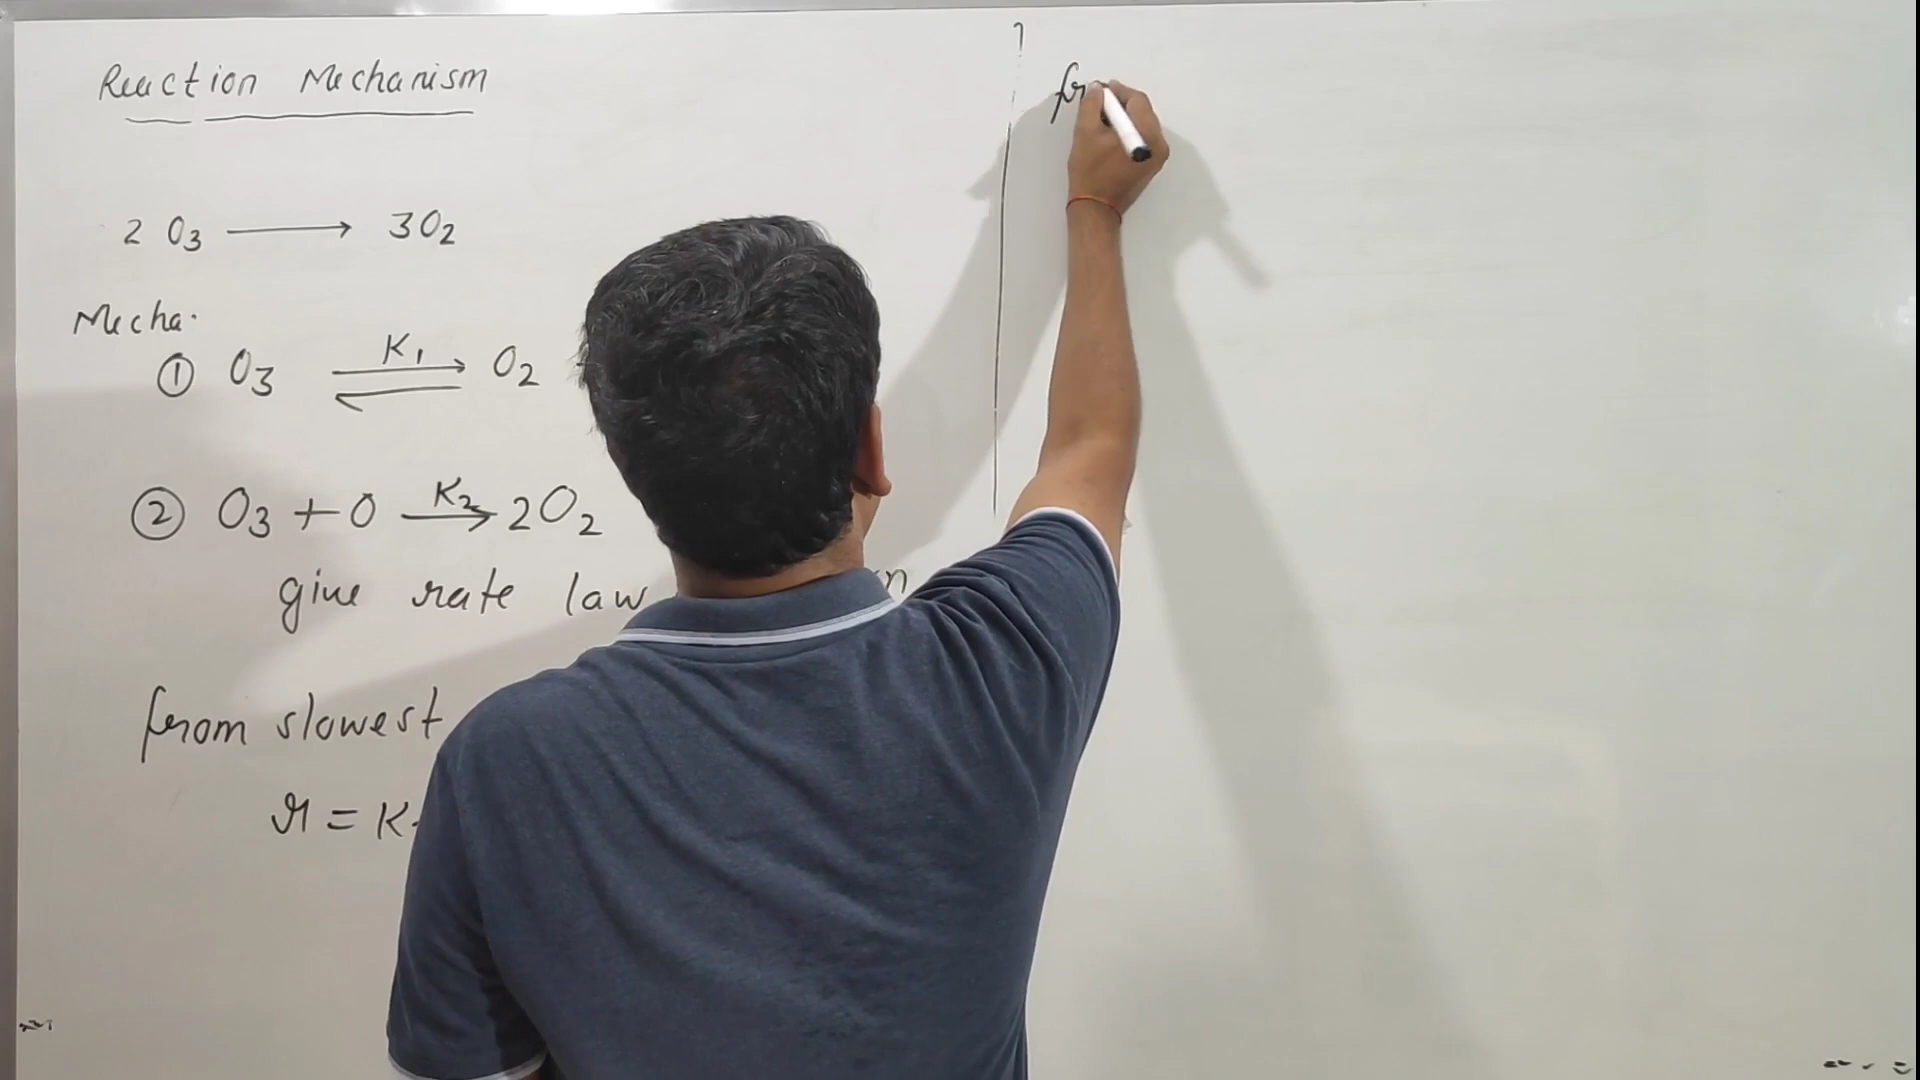 Reaction Mechanism
2 O3 ⟶ 3O2
Mecha.
① O3 ⇌ K1 O2
② O3 + O →K2 2O2
give rate law
from slowest
r = K
fr